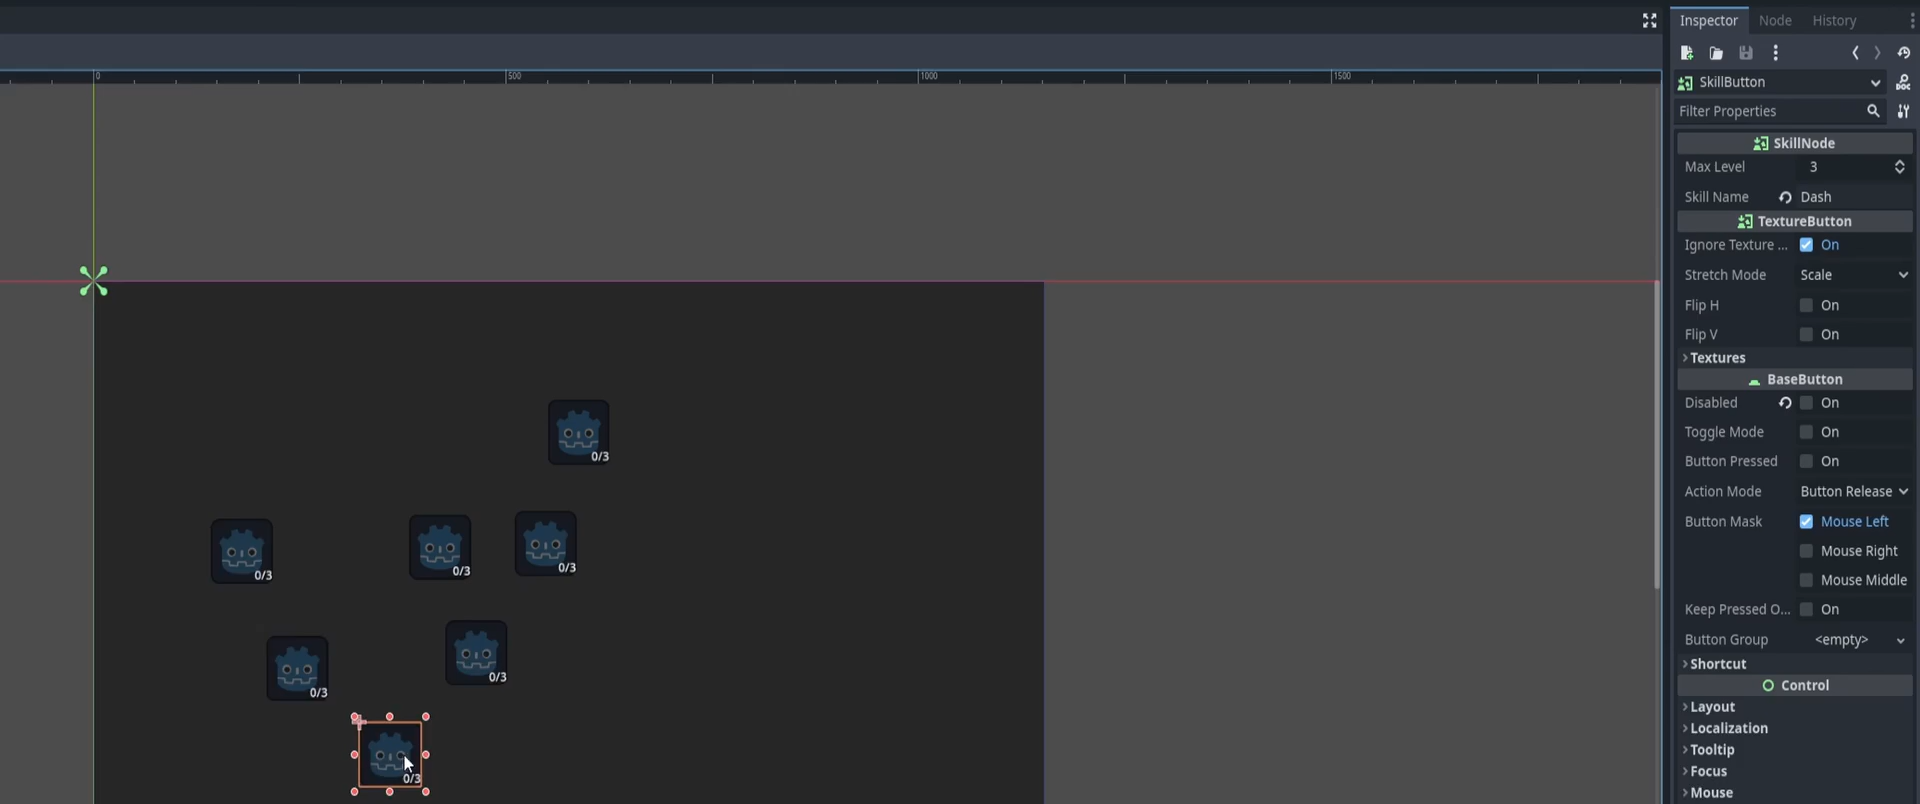 Inspector Node History
0 500 1000 1500
SkillButton
Filter Properties
SkillNode
Max Level 3
Skill Name Dash
TextureButton
Ignore Texture ... On
Stretch Mode Scale
Flip H On
Flip V On
Textures
BaseButton
Disabled On
Toggle Mode On
Button Pressed On
Action Mode Button Release
Button Mask Mouse Left
Mouse Right
Mouse Middle
Keep Pressed O... On
Button Group <empty>
Shortcut
Control
Layout
Localization
Tooltip
Focus
Mouse
0/3
0/3 0/3 0/3
0/3 0/3
0/3